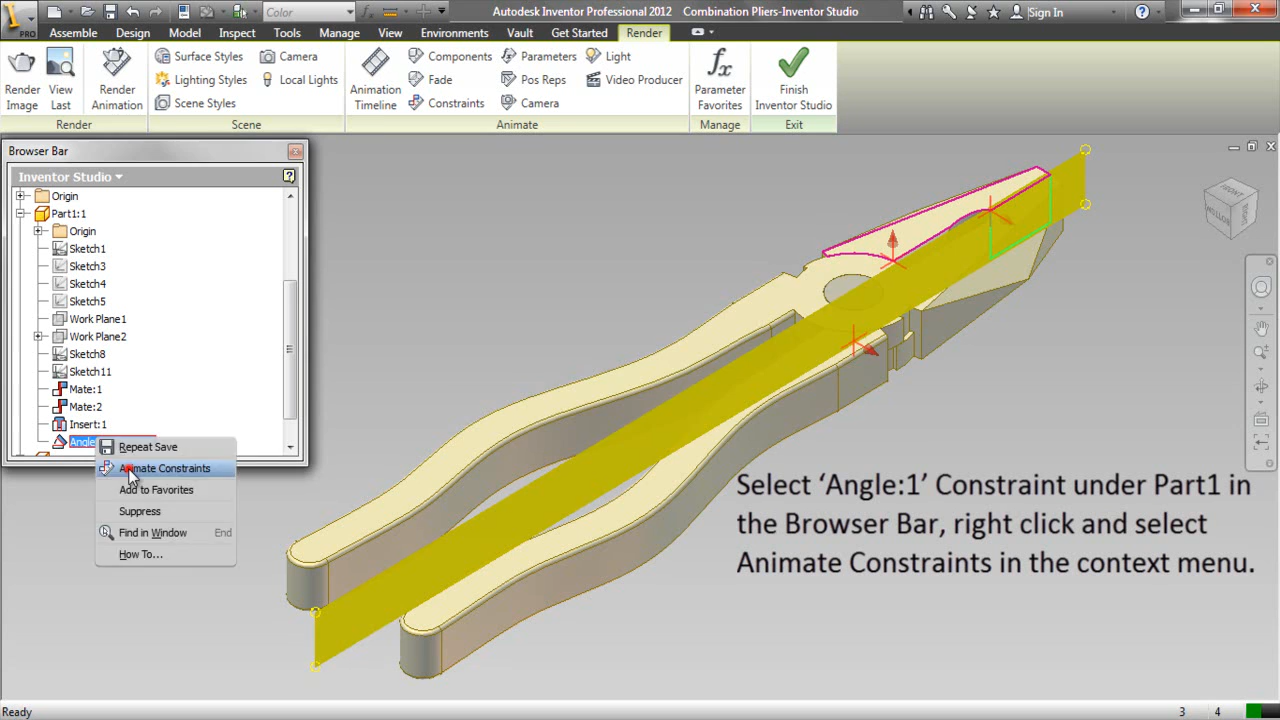 Color
Autodesk Inventor Professional 2012 Combination Pliers-Inventor Studio
Sign In
PRO
Assemble Design Model Inspect Tools Manage View Environments Vault Get Started Render
Render Image
View Last
Render Animation
Surface Styles
Lighting Styles
Scene Styles
Camera
Local Lights
Animation Timeline
Components
Fade
Constraints
Parameters
Pos Reps
Camera
Light
Video Producer
Parameter Favorites
Finish Inventor Studio
Render Scene Animate Manage Exit
Browser Bar
Inventor Studio
Origin
Part1:1
Origin
Sketch1
Sketch3
Sketch4
Sketch5
Work Plane1
Work Plane2
Sketch8
Sketch11
Mate:1
Mate:2
Insert:1
Angle
Repeat Save
Animate Constraints
Add to Favorites
Suppress
Find in Window End
How To...
FRONT
Select ‘Angle:1’ Constraint under Part1 in
the Browser Bar, right click and select
Animate Constraints in the context menu.
Ready
3 4